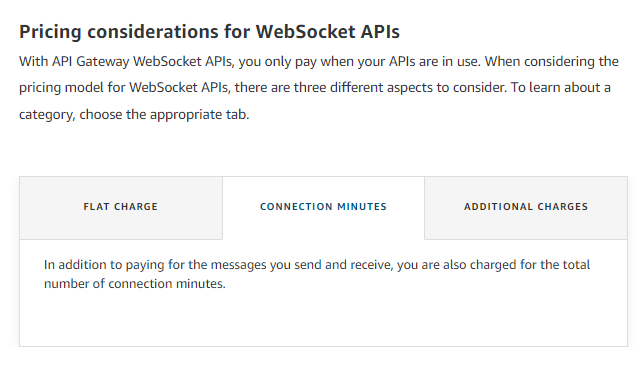 Pricing considerations for WebSocket APIs
With API Gateway WebSocket APIs, you only pay when your APIs are in use. When considering the
pricing model for WebSocket APIs, there are three different aspects to consider. To learn about a
category, choose the appropriate tab.
FLAT CHARGE
CONNECTION MINUTES
ADDITIONAL CHARGES
In addition to paying for the messages you send and receive, you are also charged for the total
number of connection minutes.